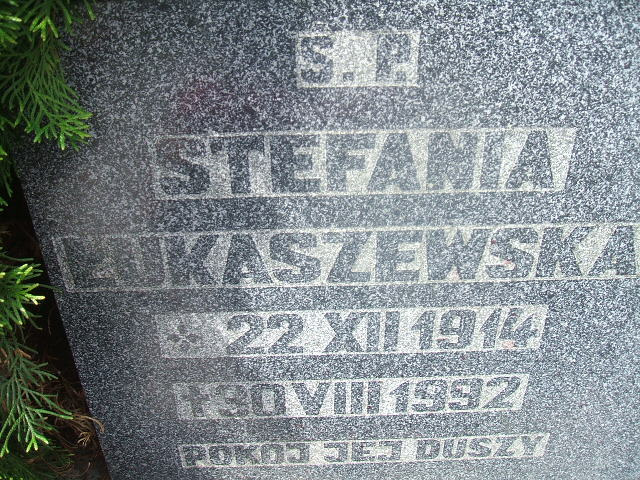 Ś. P.
STEFANIA
ŁUKASZEWSKA
22 XII 1914
† 30 VIII 1992
POKÓJ JEJ DUSZY